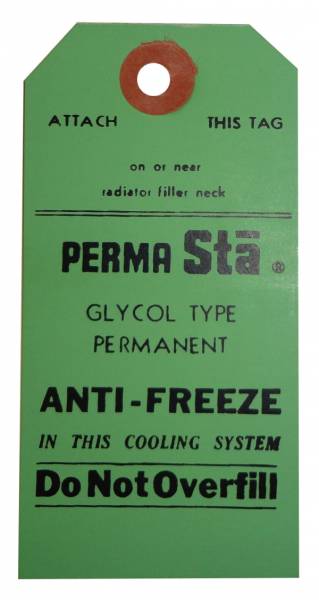 ATTACH THIS TAG
on or near
radiator filler neck
PERMA Stā ®
GLYCOL TYPE
PERMANENT
ANTI-FREEZE
IN THIS COOLING SYSTEM
Do Not Overfill